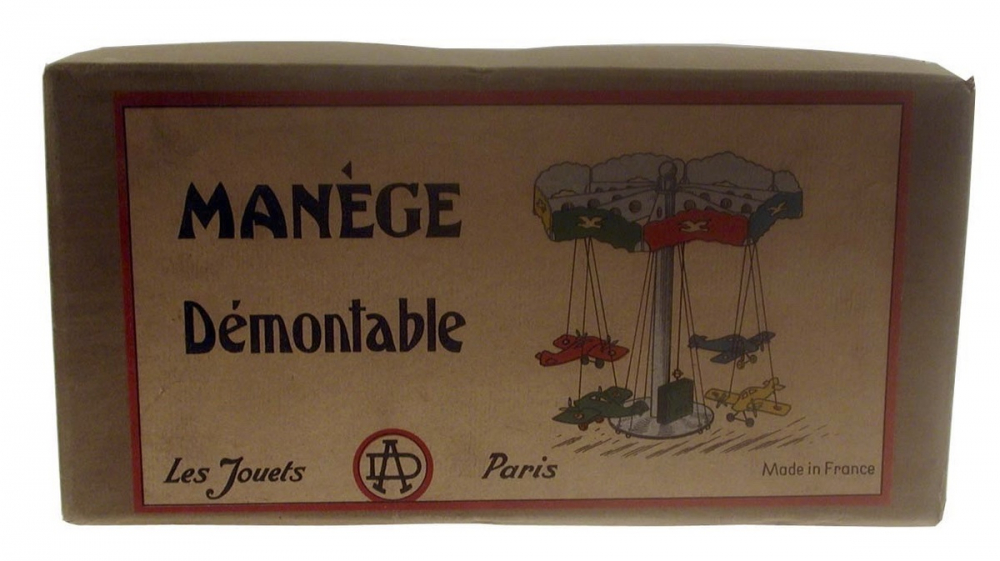 MANÈGE
Démontable
Les Jouets Paris
Made in France